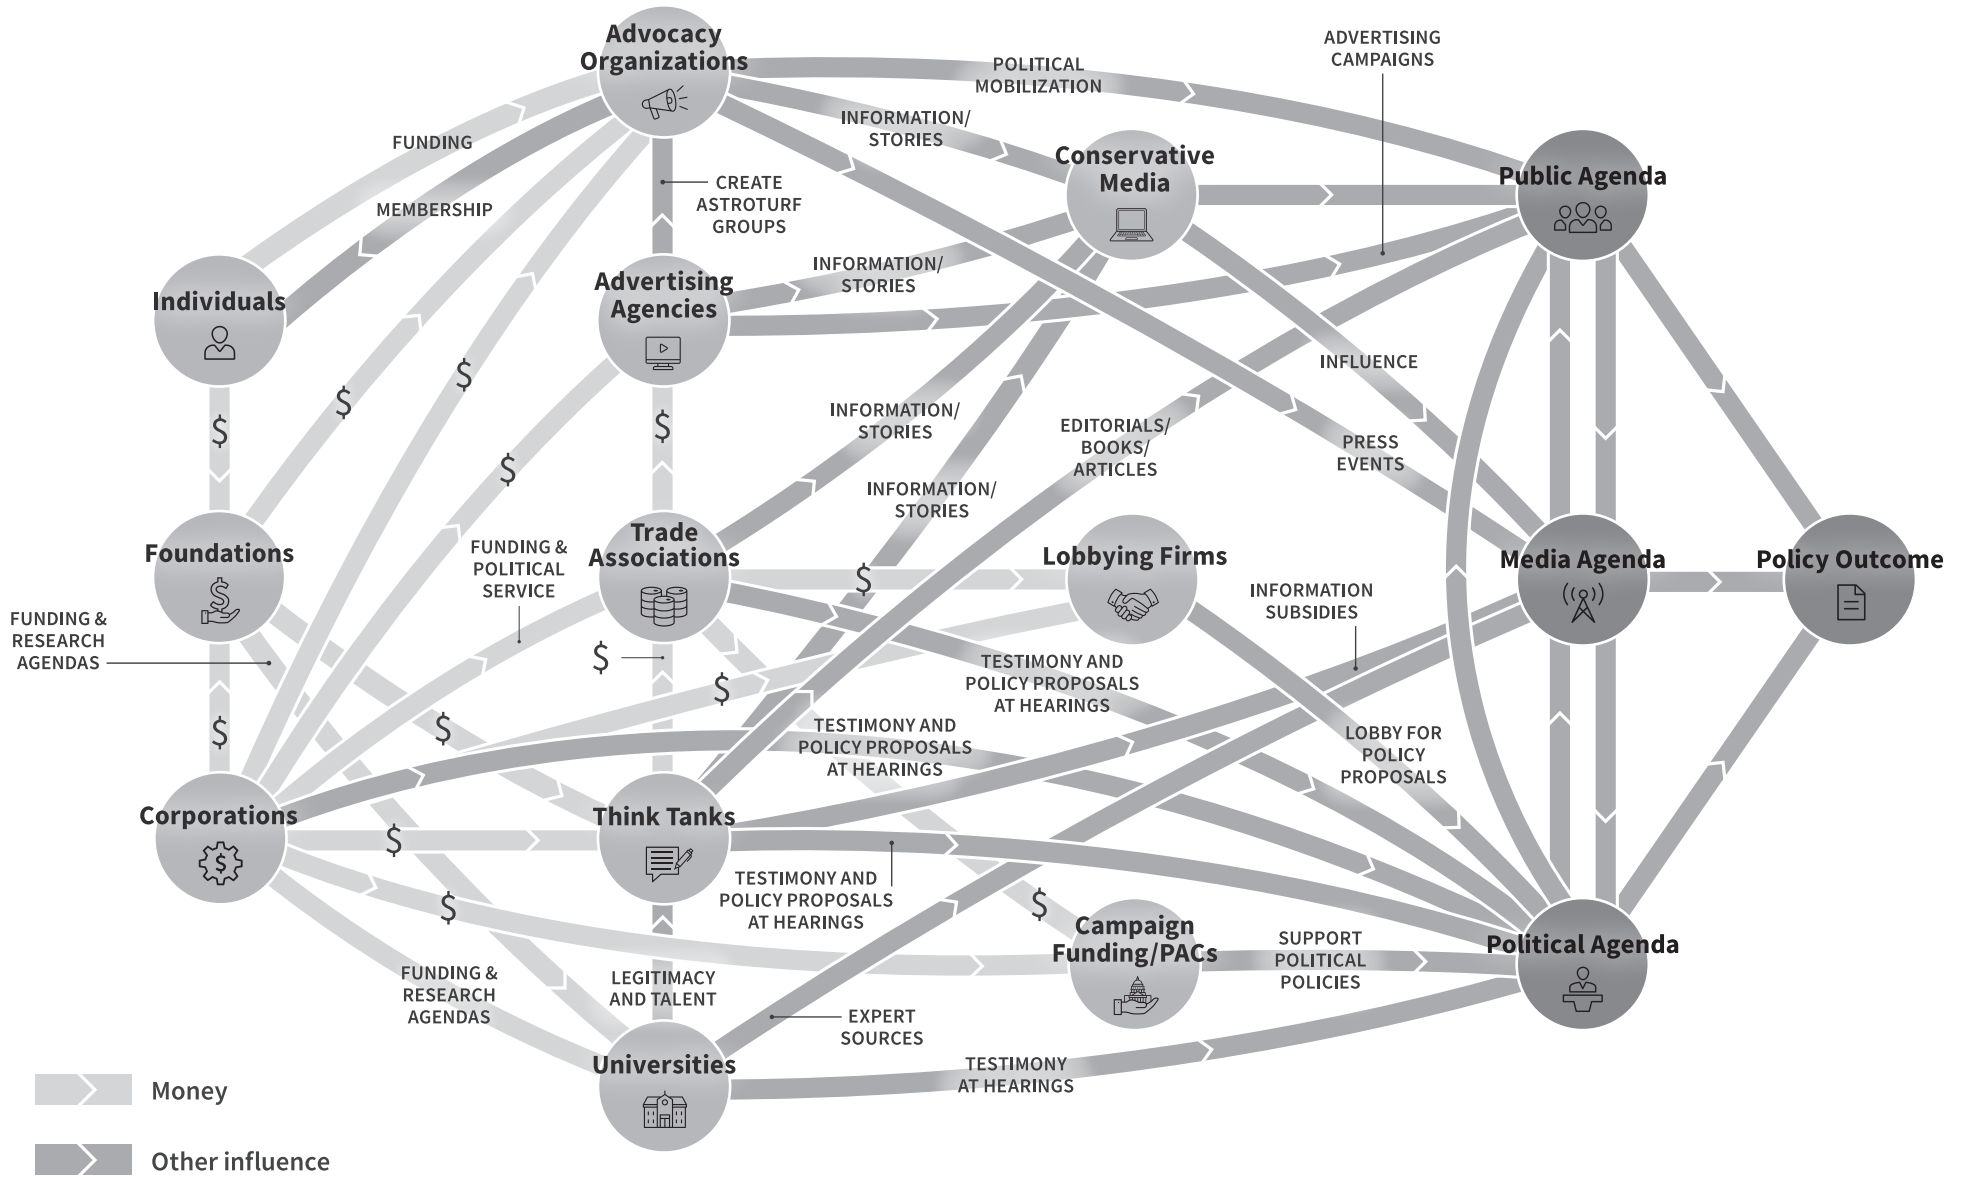 Advocacy
Organizations
POLITICAL
MOBILIZATION
ADVERTISING
CAMPAIGNS
FUNDING
INFORMATION/
STORIES
Conservative
Media
Public Agenda
CREATE
ASTROTURF
GROUPS
MEMBERSHIP
Individuals
Advertising
Agencies
INFORMATION/
STORIES
INFLUENCE
$
$
$
$
$
INFORMATION/
STORIES
EDITORIALS/
BOOKS/
ARTICLES
PRESS
EVENTS
$
INFORMATION/
STORIES
Foundations
$
FUNDING &
POLITICAL
SERVICE
Trade
Associations
$
Lobbying Firms
Media Agenda
Policy Outcome
INFORMATION
SUBSIDIES
FUNDING &
RESEARCH
AGENDAS
$
$
TESTIMONY AND
POLICY PROPOSALS
AT HEARINGS
$
$
TESTIMONY AND
POLICY PROPOSALS
AT HEARINGS
LOBBY FOR
POLICY
PROPOSALS
Corporations
$
$
Think Tanks
TESTIMONY AND
POLICY PROPOSALS
AT HEARINGS
$
$
Campaign
Funding/PACs
SUPPORT
POLITICAL
POLICIES
Political Agenda
FUNDING &
RESEARCH
AGENDAS
LEGITIMACY
AND TALENT
EXPERT
SOURCES
Universities
TESTIMONY
AT HEARINGS
Money
Other influence